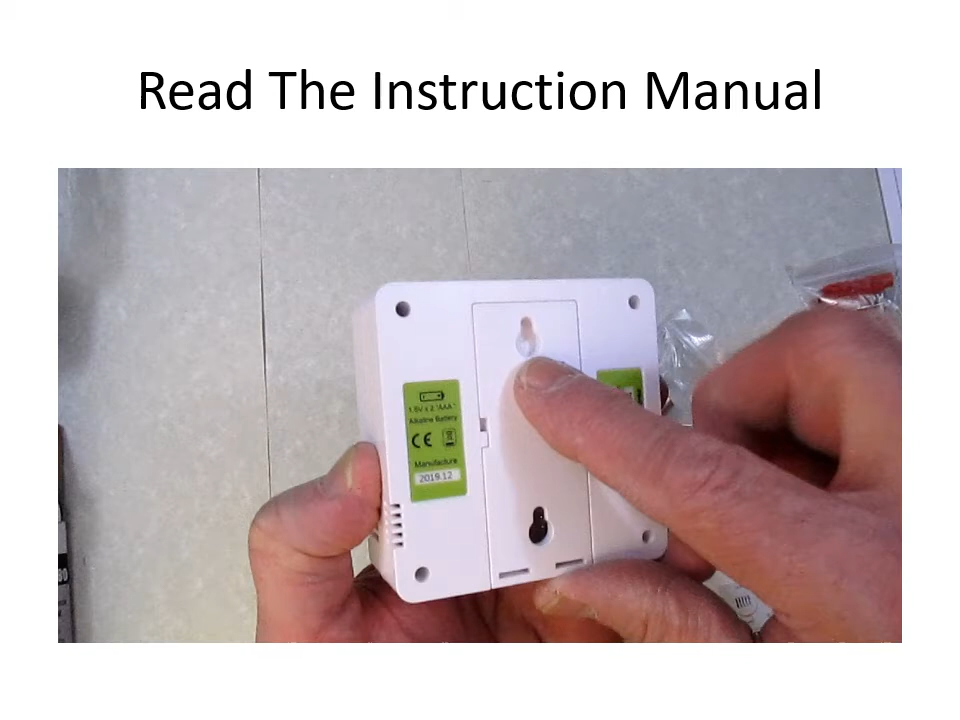 Read The Instruction Manual
1.5V x 2 "AAA"
Alkaline Battery
CE
Manufacture
2019.12